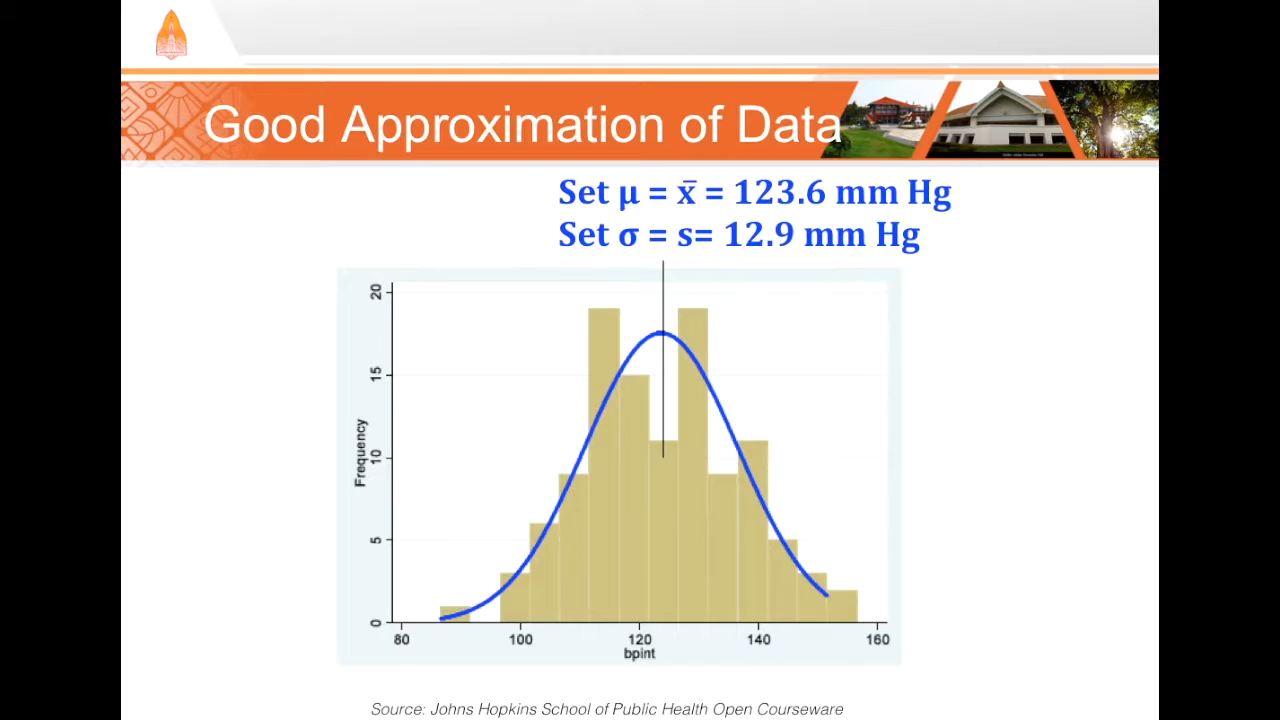 Good Approximation of Data
Set μ = x̄ = 123.6 mm Hg
Set σ = s= 12.9 mm Hg
20
15
10
5
0
Frequency
80 100 120 140 160
bpint
Source: Johns Hopkins School of Public Health Open Courseware